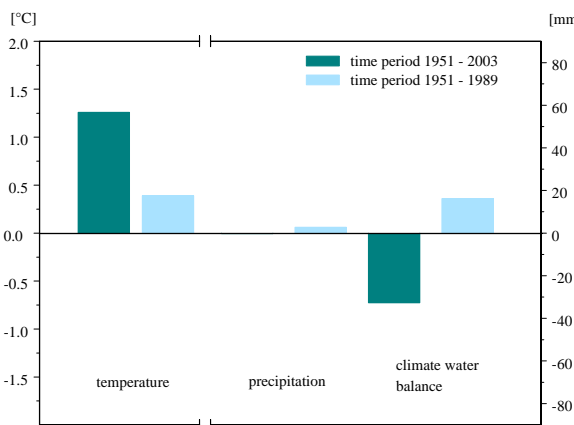 [°C]
[mm
2.0
1.5
1.0
0.5
0.0
-0.5
-1.0
-1.5
80
60
40
20
0
-20
-40
-60
-80
time period 1951 - 2003
time period 1951 - 1989
temperature
precipitation
climate water
balance